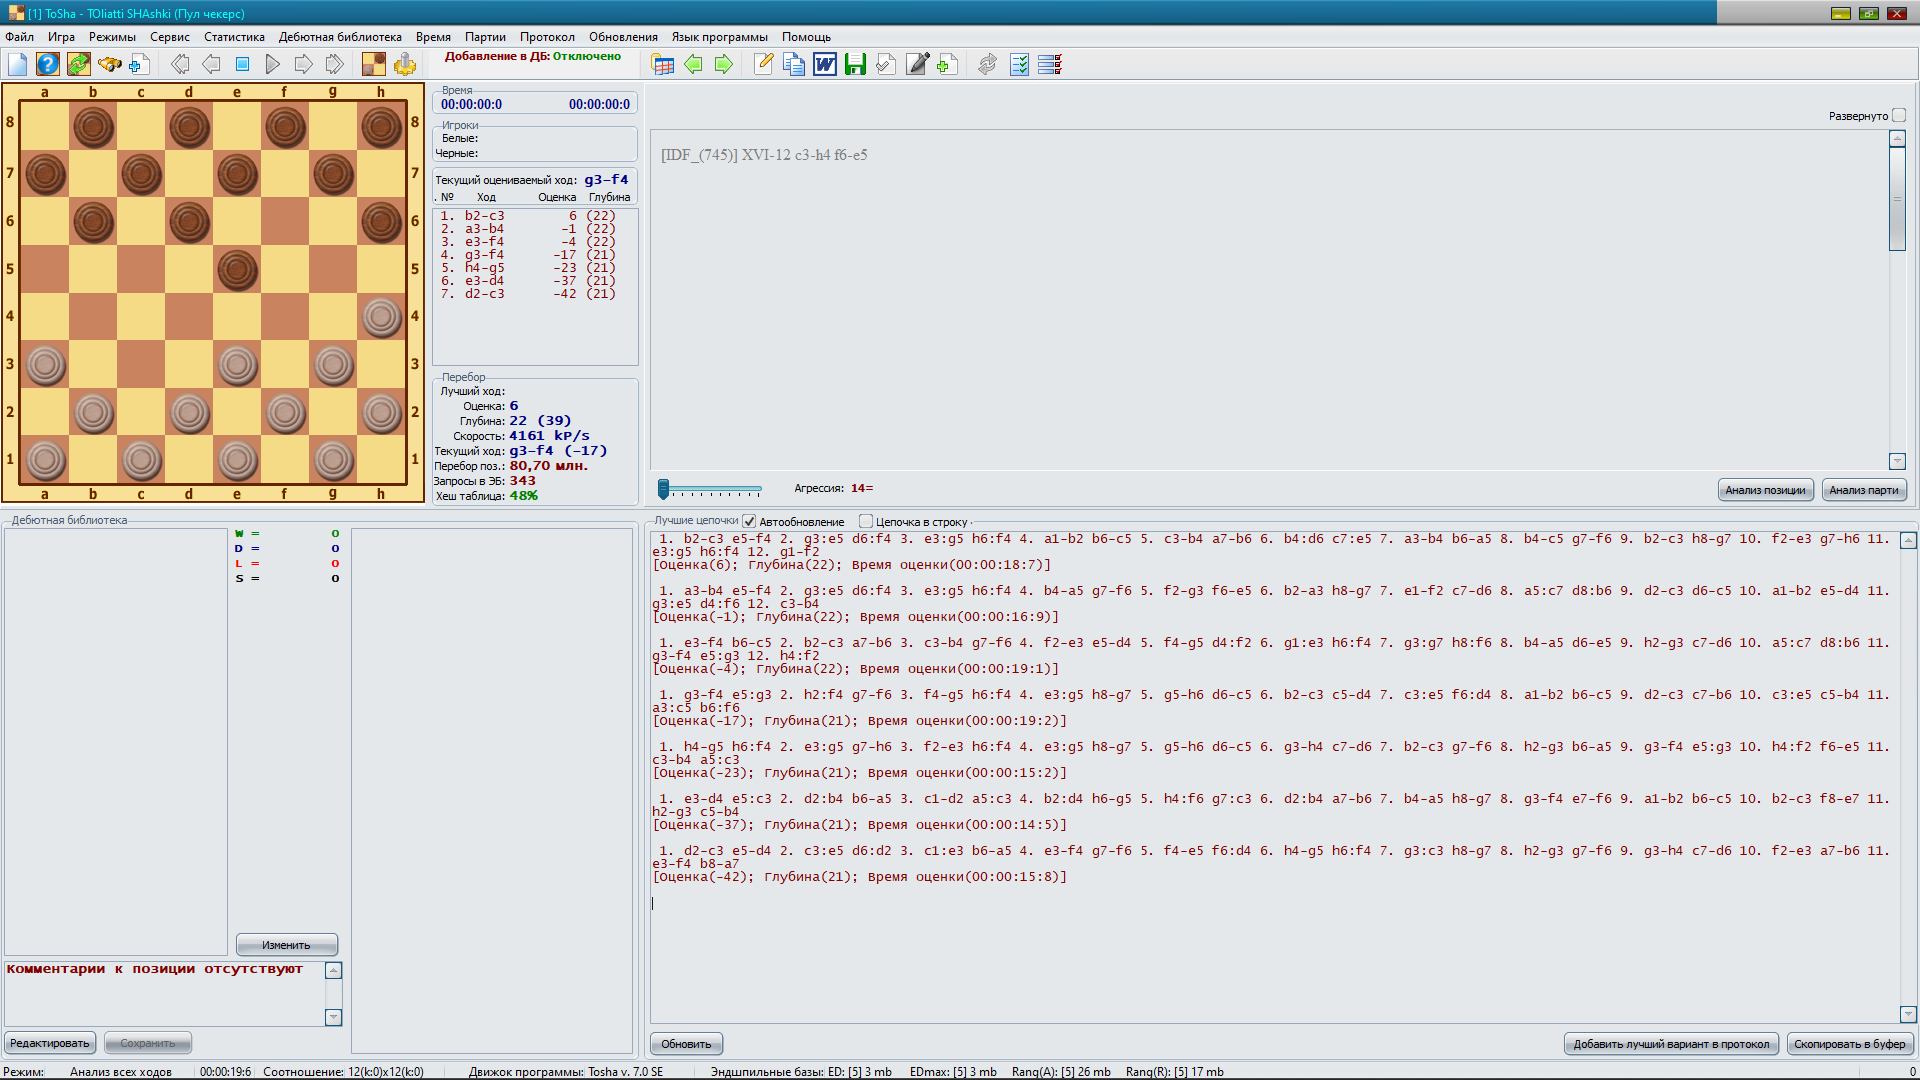 [1] ToSha - TOliatti SHAshki (Пул чекерс)
Файл Игра Режимы Сервис Статистика Дебютная библиотека Время Партии Протокол Обновления Язык программы Помощь
Добавление в ДБ: Отключено
a b c d e f g h
8 8
7 7
6 6
5 5
4 4
3 3
2 2
1 1
a b c d e f g h
Время
00:00:00:0 00:00:00:0
Игроки
Белые:
Черные:
Текущий оцениваемый ход: g3-f4
. № Ход Оценка Глубина
1. b2-c3 6 (22)
2. a3-b4 -1 (22)
3. e3-f4 -4 (22)
4. g3-f4 -17 (21)
5. h4-g5 -23 (21)
6. e3-d4 -37 (21)
7. d2-c3 -42 (21)
Перебор
Лучший ход:
Оценка: 6
Глубина: 22 (39)
Скорость: 4161 kP/s
Текущий ход: g3-f4 (-17)
Перебор поз.: 80,70 млн.
Запросы в ЭБ: 343
Хеш таблица: 48%
Развернуто
[IDF_(745)] XVI-12 c3-h4 f6-e5
Агрессия: 14=
Анализ позиции Анализ парти
Дебютная библиотека
W = 0
D = 0
L = 0
S = 0
Изменить
Комментарии к позиции отсутствуют
Редактировать Сохранить
Лучшие цепочки Автообновление Цепочка в строку
1. b2-c3 e5-f4 2. g3:e5 d6:f4 3. e3:g5 h6:f4 4. a1-b2 b6-c5 5. c3-b4 a7-b6 6. b4:d6 c7:e5 7. a3-b4 b6-a5 8. b4-c5 g7-f6 9. b2-c3 h8-g7 10. f2-e3 g7-h6 11.
e3:g5 h6:f4 12. g1-f2
[Оценка(6); Глубина(22); Время оценки(00:00:18:7)]
1. a3-b4 e5-f4 2. g3:e5 d6:f4 3. e3:g5 h6:f4 4. b4-a5 g7-f6 5. f2-g3 f6-e5 6. b2-a3 h8-g7 7. e1-f2 c7-d6 8. a5:c7 d8:b6 9. d2-c3 d6-c5 10. a1-b2 e5-d4 11.
g3:e5 d4:f6 12. c3-b4
[Оценка(-1); Глубина(22); Время оценки(00:00:16:9)]
1. e3-f4 b6-c5 2. b2-c3 a7-b6 3. c3-b4 g7-f6 4. f2-e3 e5-d4 5. f4-g5 d4:f2 6. g1:e3 h6:f4 7. g3:g7 h8:f6 8. b4-a5 d6-e5 9. h2-g3 c7-d6 10. a5:c7 d8:b6 11.
g3-f4 e5:g3 12. h4:f2
[Оценка(-4); Глубина(22); Время оценки(00:00:19:1)]
1. g3-f4 e5:g3 2. h2:f4 g7-f6 3. f4-g5 h6:f4 4. e3:g5 h8-g7 5. g5-h6 d6-c5 6. b2-c3 c5-d4 7. c3:e5 f6:d4 8. a1-b2 b6-c5 9. d2-c3 c7-b6 10. c3:e5 c5-b4 11.
a3:c5 b6:f6
[Оценка(-17); Глубина(21); Время оценки(00:00:19:2)]
1. h4-g5 h6:f4 2. e3:g5 g7-h6 3. f2-e3 h6:f4 4. e3:g5 h8-g7 5. g5-h6 d6-c5 6. g3-h4 c7-d6 7. b2-c3 g7-f6 8. h2-g3 b6-a5 9. g3-f4 e5:g3 10. h4:f2 f6-e5 11.
c3-b4 a5:c3
[Оценка(-23); Глубина(21); Время оценки(00:00:15:2)]
1. e3-d4 e5:c3 2. d2:b4 b6-a5 3. c1-d2 a5:c3 4. b2:d4 h6-g5 5. h4:f6 g7:c3 6. d2:b4 a7-b6 7. b4-a5 h8-g7 8. g3-f4 e7-f6 9. a1-b2 b6-c5 10. b2-c3 f8-e7 11.
h2-g3 c5-b4
[Оценка(-37); Глубина(21); Время оценки(00:00:14:5)]
1. d2-c3 e5-d4 2. c3:e5 d6:d2 3. c1:e3 b6-a5 4. e3-f4 g7-f6 5. f4-e5 f6:d4 6. h4-g5 h6:f4 7. g3:c3 h8-g7 8. h2-g3 g7-f6 9. g3-h4 c7-d6 10. f2-e3 a7-b6 11.
e3-f4 b8-a7
[Оценка(-42); Глубина(21); Время оценки(00:00:15:8)]
Обновить Добавить лучший вариант в протокол Скопировать в буфер
Режим: Анализ всех ходов 00:00:19:6 Соотношение: 12(k:0)x12(k:0) Движок программы: Tosha v. 7.0 SE Эндшпильные базы: ED: [5] 3 mb EDmax: [5] 3 mb Rang(A): [5] 26 mb Rang(R): [5] 17 mb 0